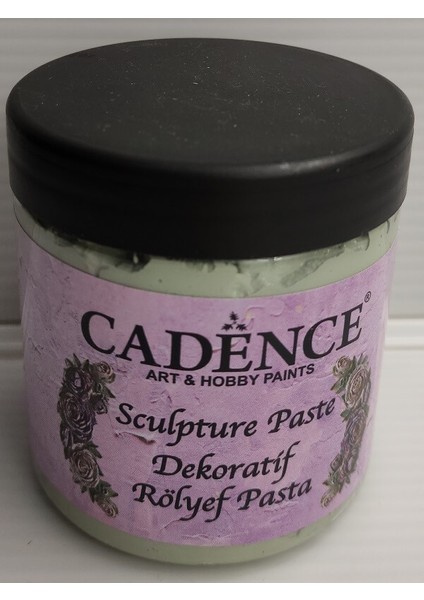 CADENCE®
ART & HOBBY PAINTS
Sculpture Paste
Dekoratif
Rölyef Pasta